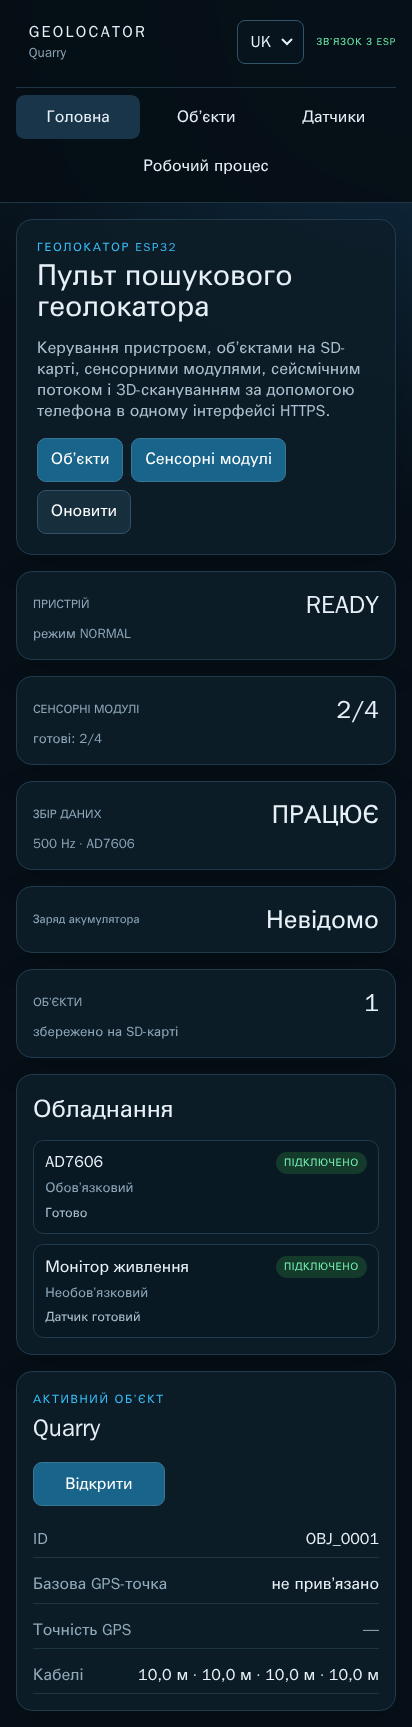 GEOLOCATOR
Quarry
UK
ЗВ'ЯЗОК З ESP
Головна
Об'єкти
Датчики
Робочий процес
ГЕОЛОКАТОР ESP32
Пульт пошукового
геолокатора
Керування пристроєм, об'єктами на SD-
карті, сенсорними модулями, сейсмічним
потоком і 3D-скануванням за допомогою
телефона в одному інтерфейсі HTTPS.
Об'єкти
Сенсорні модулі
Оновити
ПРИСТРІЙ
READY
режим NORMAL
СЕНСОРНІ МОДУЛІ
2/4
готові: 2/4
ЗБІР ДАНИХ
ПРАЦЮЄ
500 Hz · AD7606
Заряд акумулятора
Невідомо
ОБ'ЄКТИ
1
збережено на SD-карті
Обладнання
AD7606
ПІДКЛЮЧЕНО
Обов'язковий
Готово
Монітор живлення
ПІДКЛЮЧЕНО
Необов'язковий
Датчик готовий
АКТИВНИЙ ОБ'ЄКТ
Quarry
Відкрити
ID
OBJ_0001
Базова GPS-точка
не прив'язано
Точність GPS
—
Кабелі
10,0 м · 10,0 м · 10,0 м · 10,0 м